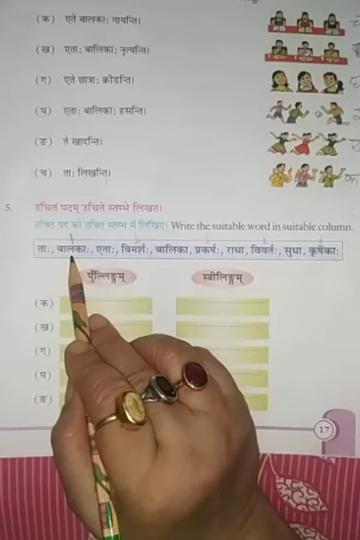 (क) एते बालका: गायन्ति।
(ख) एता: बालिका: नृत्यन्ति।
(ग) एते छात्रा: क्रीडन्ति।
(घ) एता: बालिका: हसन्ति।
(ङ) ते खादन्ति।
(च) ता: लिखन्ति।
5. उचितं पदम् उचिते स्तम्भे लिखत।
उचित पद को उचित स्तम्भ में लिखिए। Write the suitable word in suitable column.
ता:, बालका:, एता:, विमर्श:, बालिका, प्रकर्ष:, राधा, विवर्त:, सुधा, कृषका:
पुँल्लिङ्गम् स्त्रीलिङ्गम्
(क)
(ख)
(ग)
(घ)
(ङ)
17